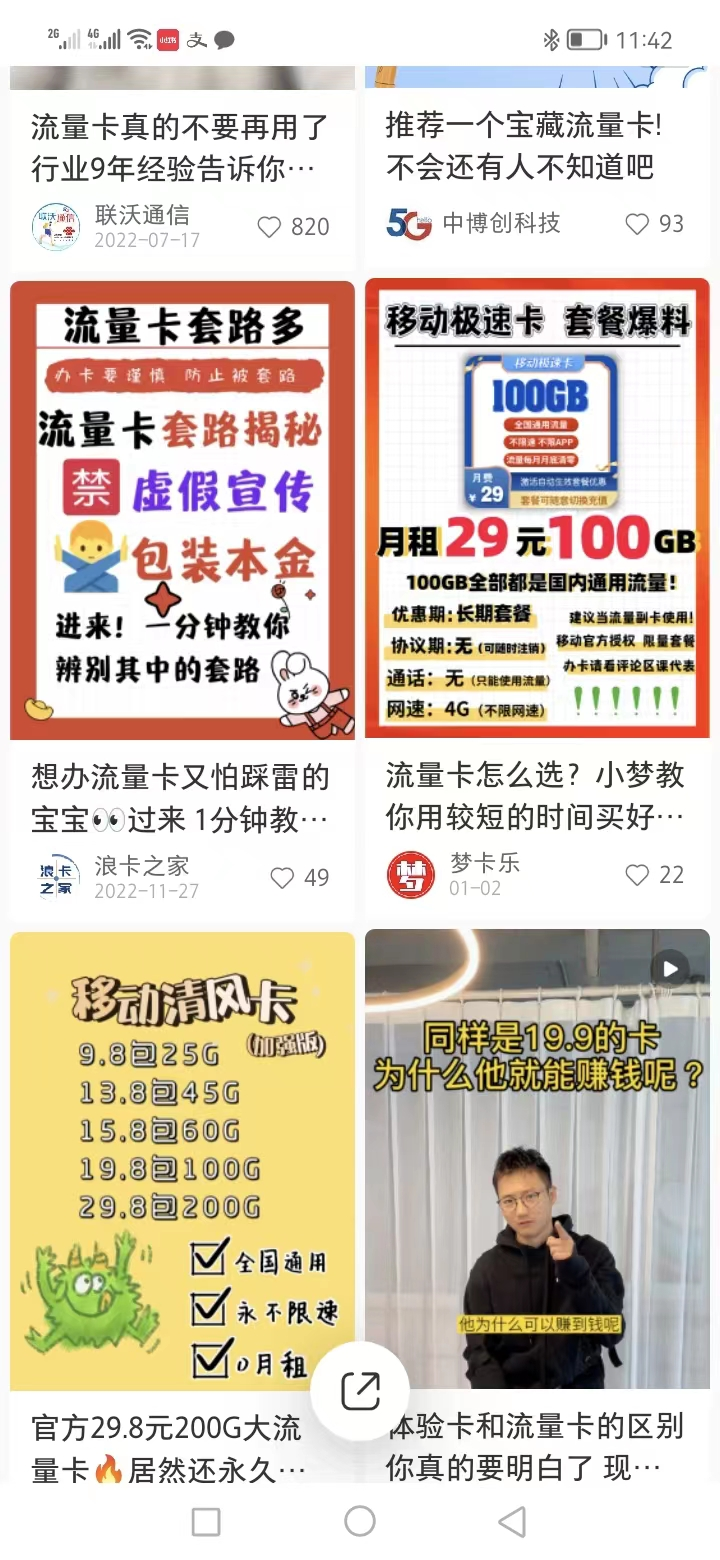 2G
4G
小红书
支
11:42
流量卡真的不要再用了
行业9年经验告诉你…
联沃通信
联沃通信
2022-07-17
820
推荐一个宝藏流量卡!
不会还有人不知道吧
5G
hello
中博创科技
93
流量卡套路多
办卡要谨慎 防止被套路
流量卡套路揭秘
禁 虚假宣传
包装本金
进来！一分钟教你
辨别其中的套路
想办流量卡又怕踩雷的
宝宝👀过来 1分钟教…
浪卡
之家
浪卡之家
2022-11-27
49
移动极速卡 套餐爆料
移动极速卡
100GB
全国通用流量
不限速 不限APP
流量每月月底清零
月费
¥29
激活自动生效套餐优惠
套餐可随意切换充值
月租29元100GB
100GB全部都是国内通用流量！
优惠期:长期套餐
协议期:无（可随时注销）
通话：无（只能使用流量）
网速：4G（不限网速）
建议当流量副卡使用!
移动官方授权 限量套餐
办卡请看评论区课代表
！！！！！！
流量卡怎么选？小梦教
你用较短的时间买好…
梦
梦卡乐
01-02
22
移动清风卡
(加强版)
9.8包25G
13.8包45G
15.8包60G
19.8包100G
29.8包200G
全国通用
永不限速
0月租
官方29.8元200G大流
量卡🔥居然还永久…
同样是19.9的卡
为什么他就能赚钱呢？
他为什么可以赚到钱呢
体验卡和流量卡的区别
你真的要明白了 现…